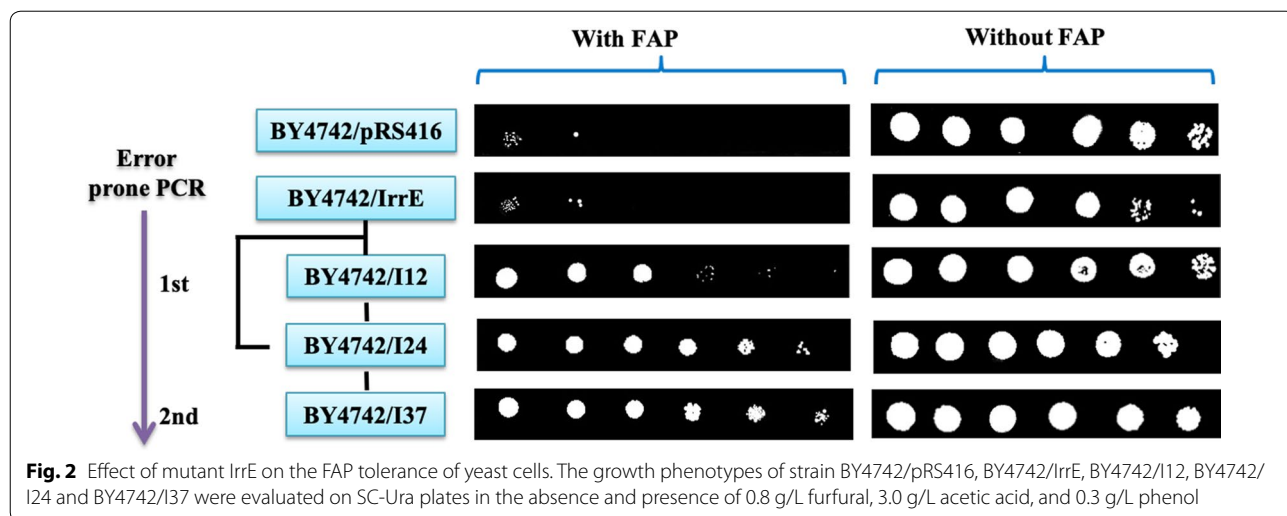 With FAP
Without FAP
Error
prone PCR
BY4742/pRS416
BY4742/IrrE
1st
BY4742/I12
BY4742/I24
2nd
BY4742/I37
Fig. 2 Effect of mutant IrrE on the FAP tolerance of yeast cells. The growth phenotypes of strain BY4742/pRS416, BY4742/IrrE, BY4742/I12, BY4742/
I24 and BY4742/I37 were evaluated on SC-Ura plates in the absence and presence of 0.8 g/L furfural, 3.0 g/L acetic acid, and 0.3 g/L phenol